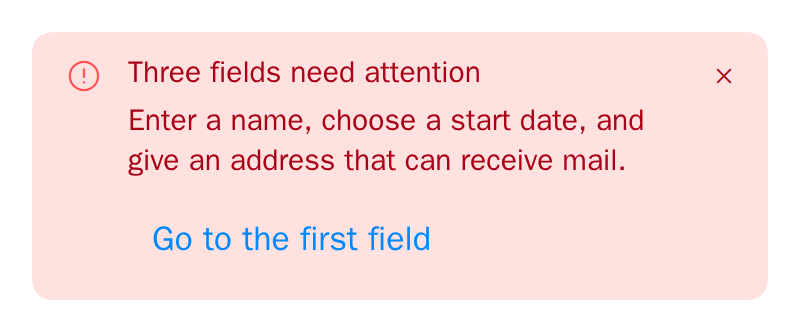 Three fields need attention
Enter a name, choose a start date, and
give an address that can receive mail.
Go to the first field